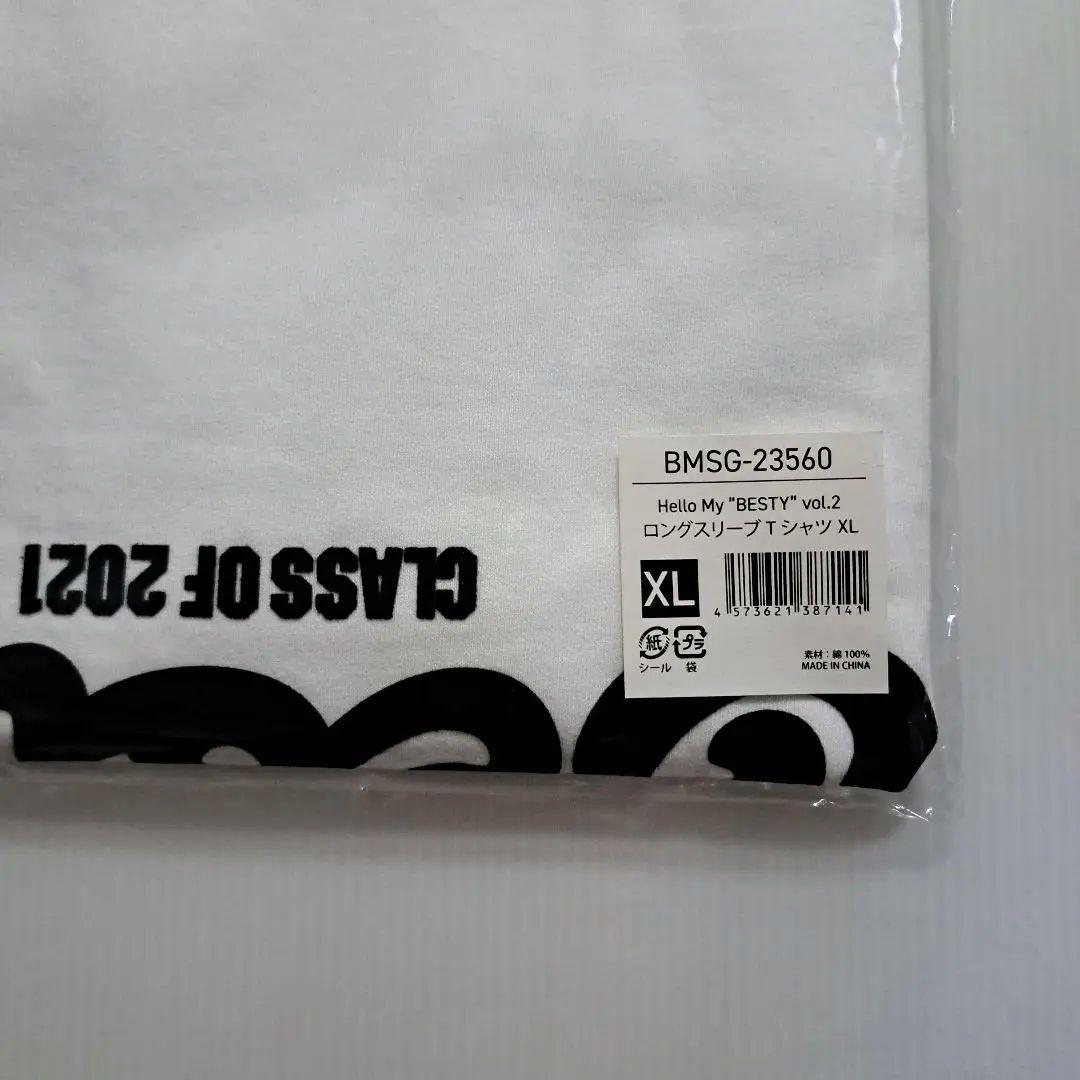 BMSG-23560
Hello My "BESTY" vol.2
ロングスリーブ T シャツ XL
XL
4 573621 387141
紙 プラ
シール 袋
素材：綿 100%
MADE IN CHINA
CLASS OF 2021